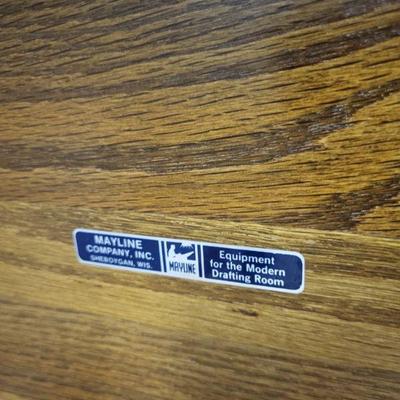 MAYLINE
COMPANY, INC.
SHEBOYGAN, WIS.
MAYLINE
Equipment
for the Modern
Drafting Room